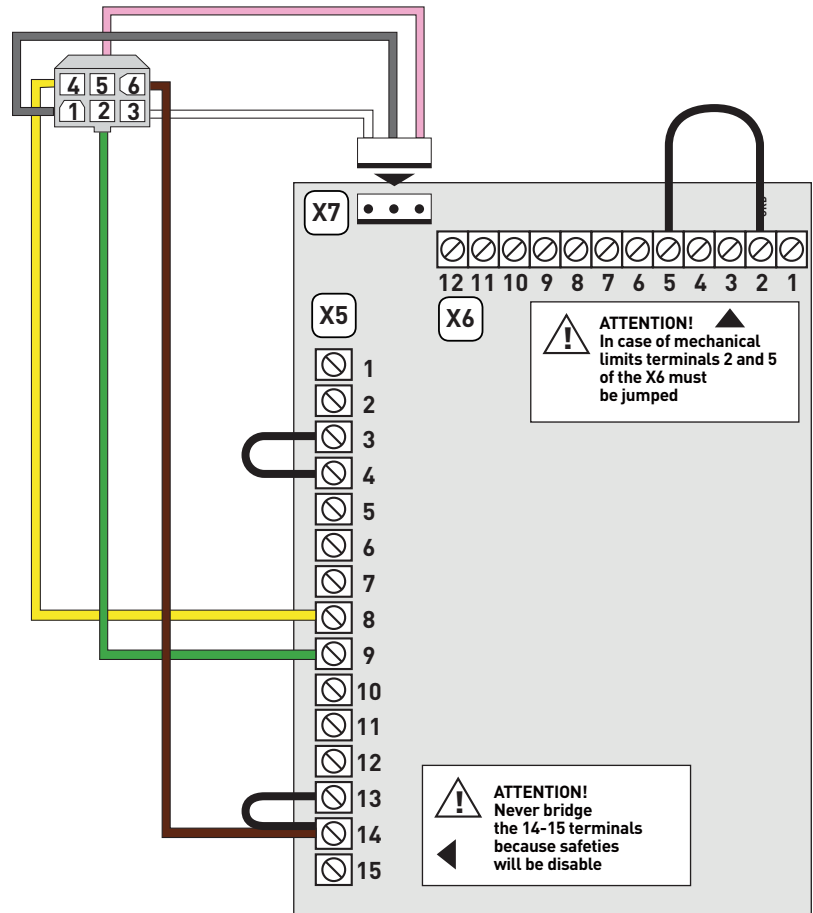 4 5 6
1 2 3
X7
12 11 10 9 8 7 6 5 4 3 2 1
X5
X6
ATTENTION!
In case of mechanical
limits terminals 2 and 5
of the X6 must
be jumped
1
2
3
4
5
6
7
8
9
10
11
12
13
14
15
ATTENTION!
Never bridge
the 14-15 terminals
because safeties
will be disable